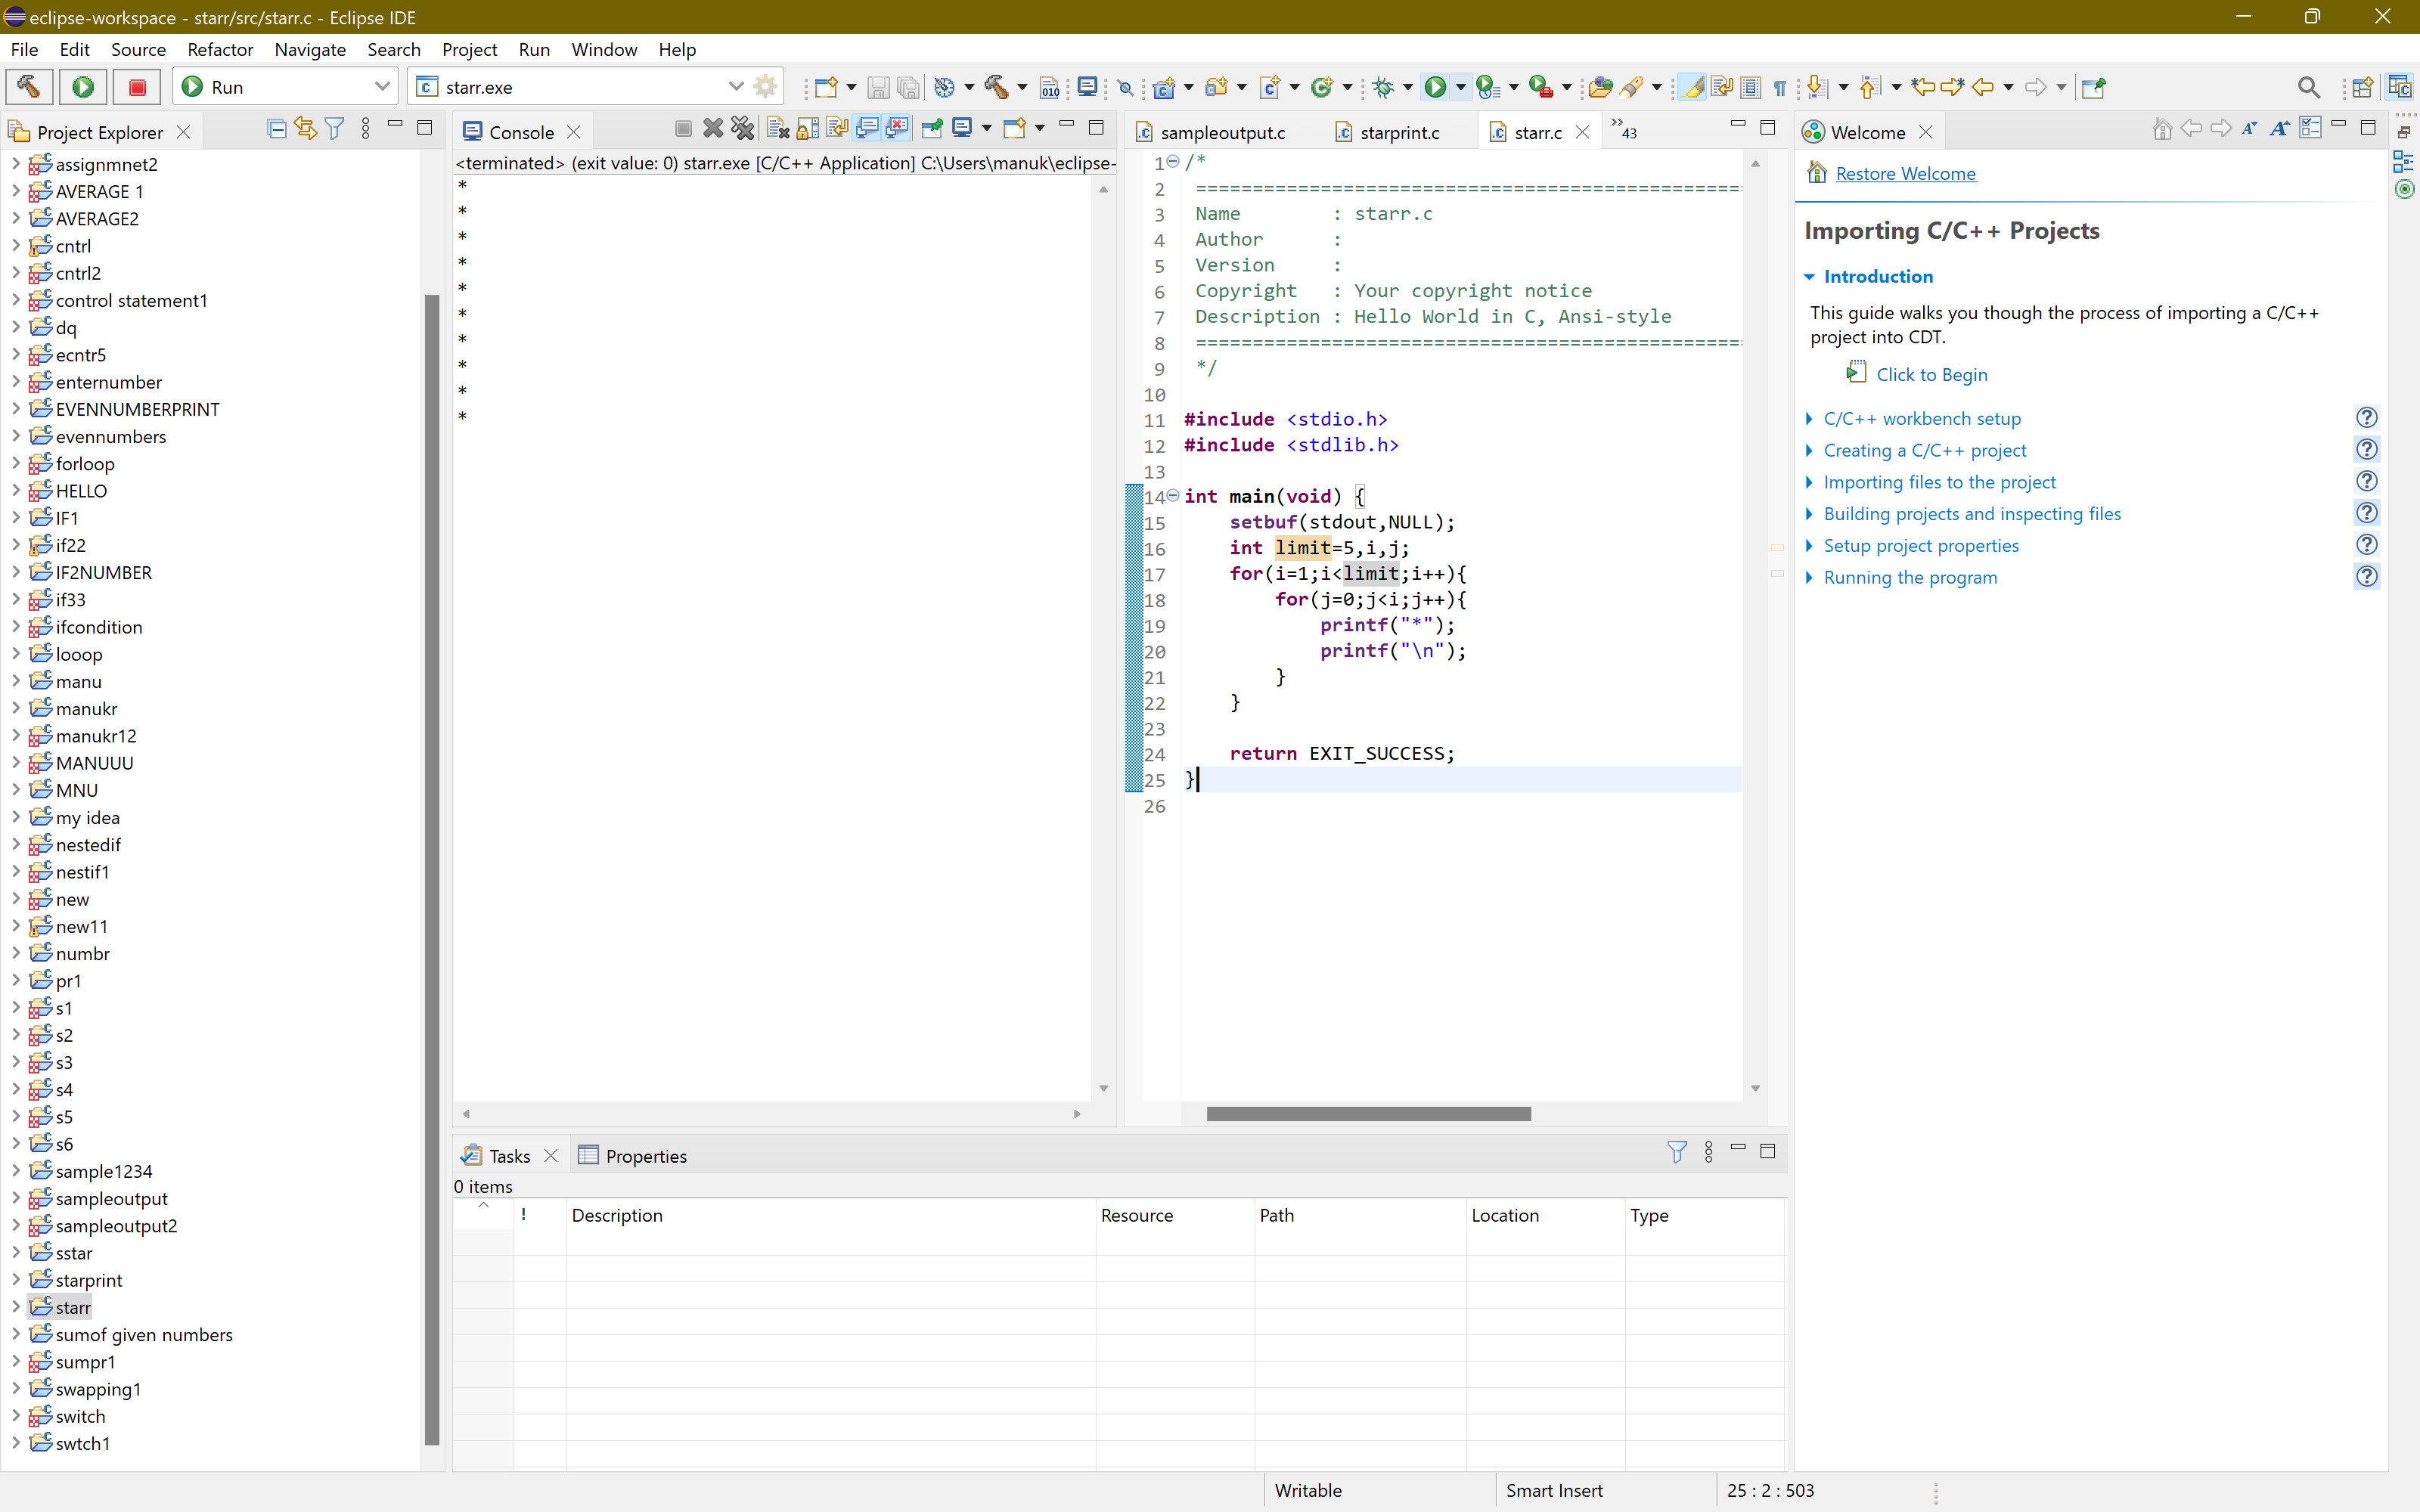 eclipse-workspace - starr/src/starr.c - Eclipse IDE
File Edit Source Refactor Navigate Search Project Run Window Help
Run
starr.exe
Project Explorer
assignmnet2
AVERAGE 1
AVERAGE2
cntrl
cntrl2
control statement1
dq
ecntr5
enternumber
EVENNUMBERPRINT
evennumbers
forloop
HELLO
IF1
if22
IF2NUMBER
if33
ifcondition
looop
manu
manukr
manukr12
MANUUU
MNU
my idea
nestedif
nestif1
new
new11
numbr
pr1
s1
s2
s3
s4
s5
s6
sample1234
sampleoutput
sampleoutput2
sstar
starprint
starr
sumof given numbers
sumpr1
swapping1
switch
swtch1
Console
<terminated> (exit value: 0) starr.exe [C/C++ Application] C:\Users\manuk\eclipse-
*
*
*
*
*
*
*
*
*
*
sampleoutput.c starprint.c starr.c »43
1 /*
2 =================================================
3 Name : starr.c
4 Author :
5 Version :
6 Copyright : Your copyright notice
7 Description : Hello World in C, Ansi-style
8 =================================================
9 */
10
11 #include <stdio.h>
12 #include <stdlib.h>
13
14 int main(void) {
15 setbuf(stdout,NULL);
16 int limit=5,i,j;
17 for(i=1;i<limit;i++){
18 for(j=0;j<i;j++){
19 printf("*");
20 printf("\n");
21 }
22 }
23
24 return EXIT_SUCCESS;
25 }
26
Tasks Properties
0 items
! Description Resource Path Location Type
Welcome
Restore Welcome
Importing C/C++ Projects
Introduction
This guide walks you though the process of importing a C/C++
project into CDT.
Click to Begin
C/C++ workbench setup
Creating a C/C++ project
Importing files to the project
Building projects and inspecting files
Setup project properties
Running the program
Writable Smart Insert 25 : 2 : 503